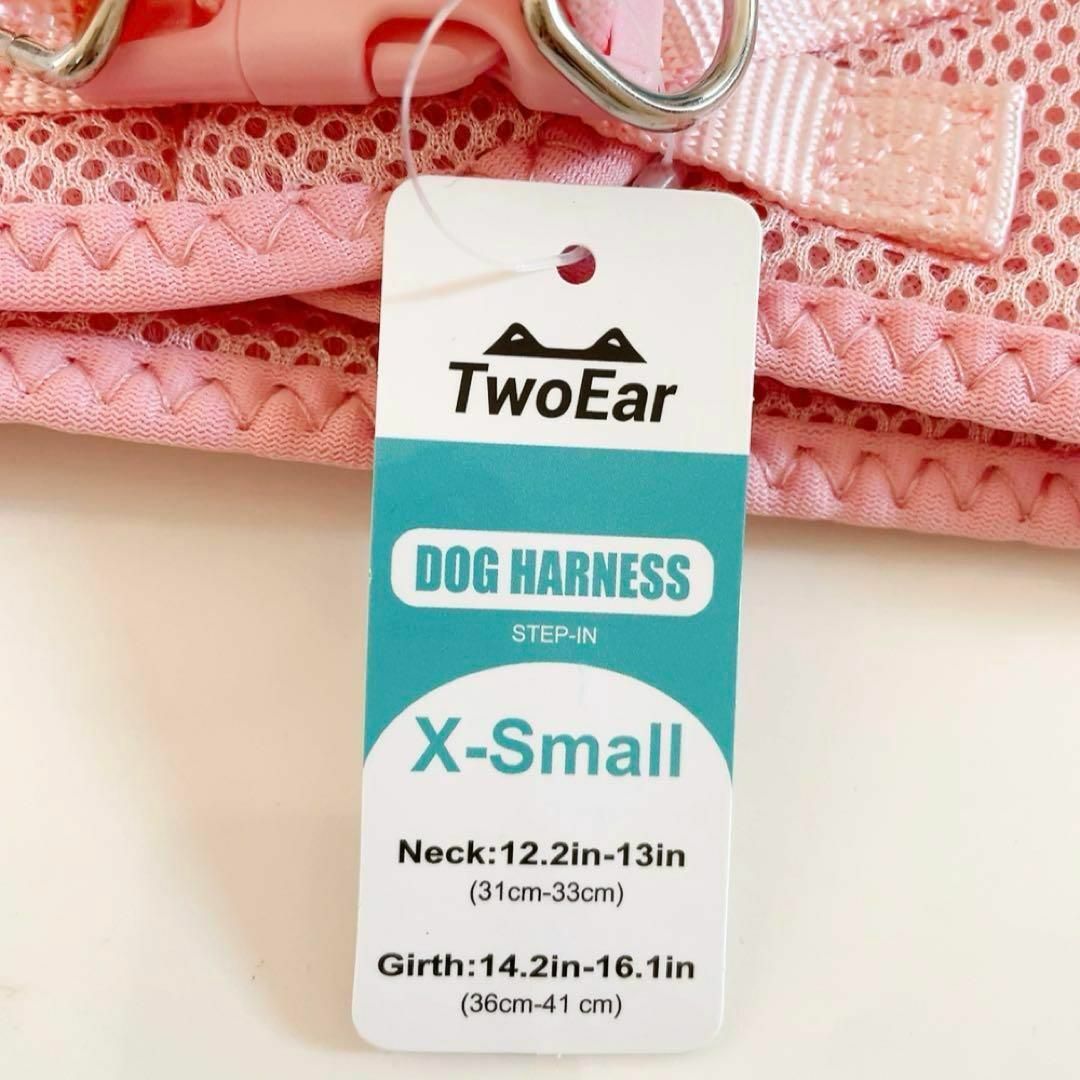 TwoEar
DOG HARNESS
STEP-IN
X-Small
Neck:12.2in-13in
(31cm-33cm)
Girth:14.2in-16.1in
(36cm-41 cm)